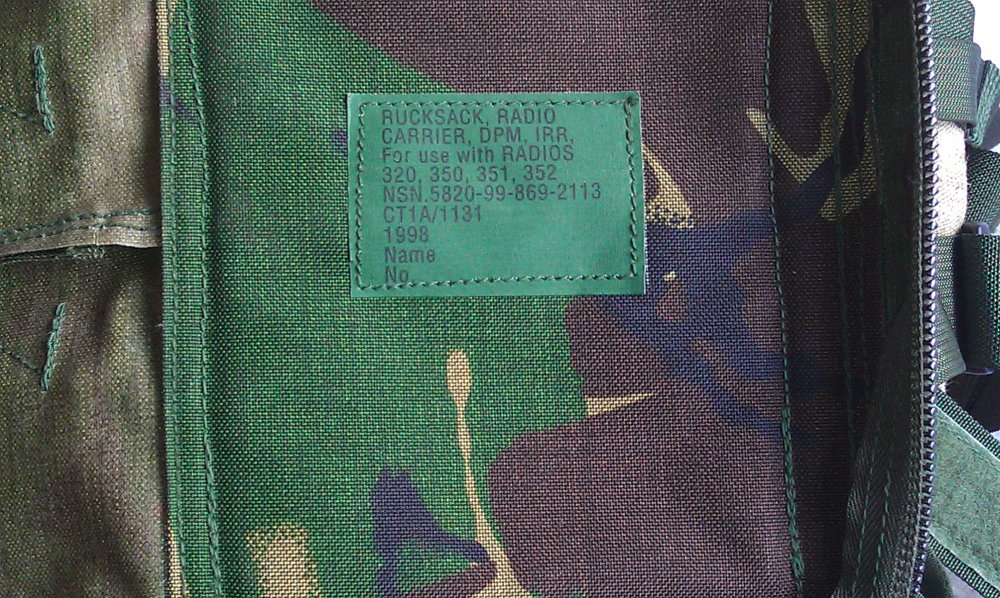 RUCKSACK, RADIO
CARRIER, DPM, IRR,
For use with RADIOS
320, 350, 351, 352
NSN.5820-99-869-2113
CT1A/1131
1998
Name
No.